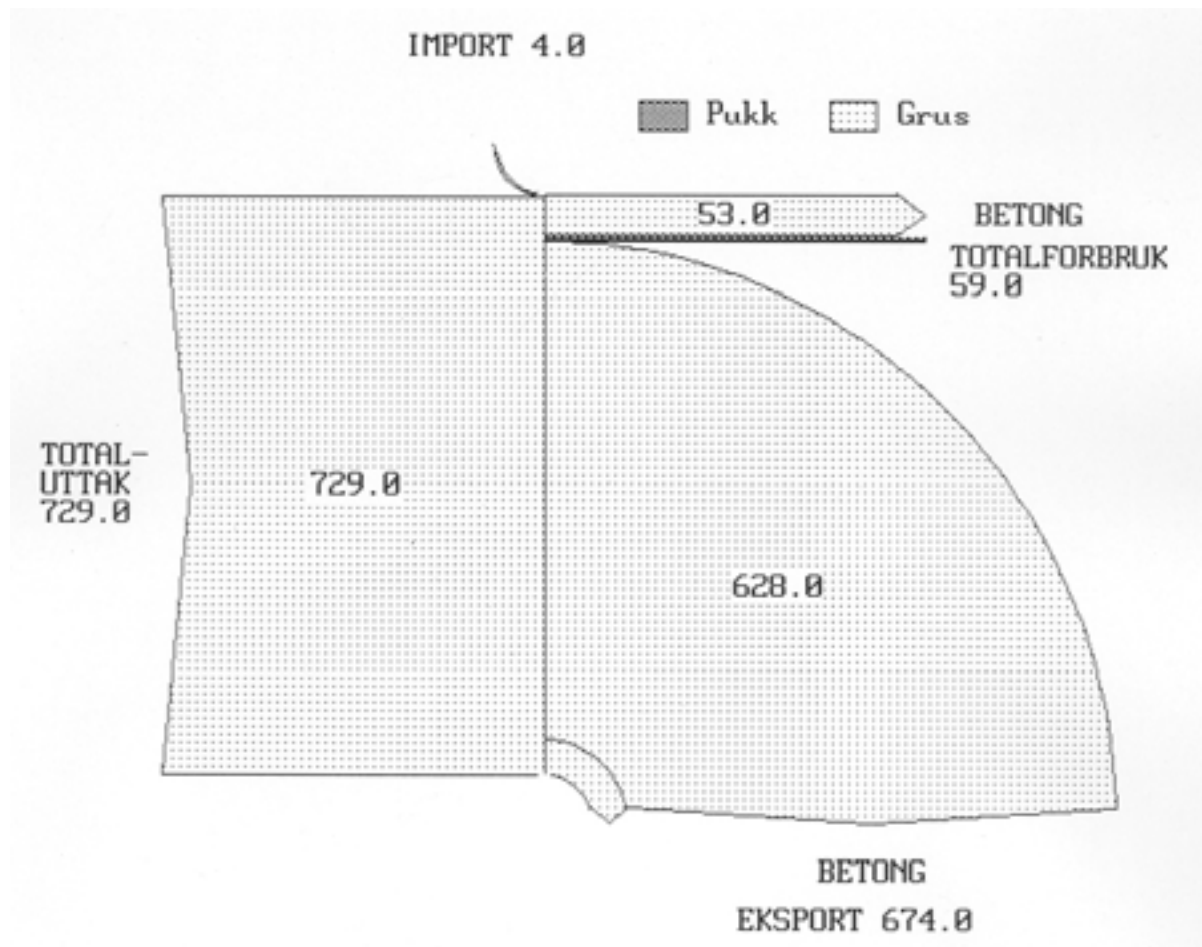 IMPORT 4.0
Pukk Grus
53.0
BETONG
TOTALFORBRUK
59.0
TOTAL-
UTTAK
729.0
729.0
628.0
BETONG
EKSPORT 674.0